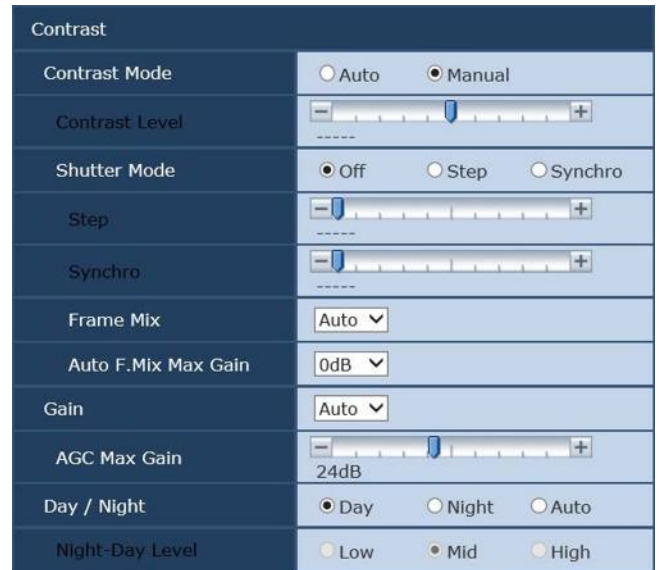 Contrast
Contrast Mode Auto Manual
Contrast Level - +
-----
Shutter Mode Off Step Synchro
Step - +
-----
Synchro - +
-----
Frame Mix Auto
Auto F.Mix Max Gain 0dB
Gain Auto
AGC Max Gain - +
24dB
Day / Night Day Night Auto
Night-Day Level Low Mid High